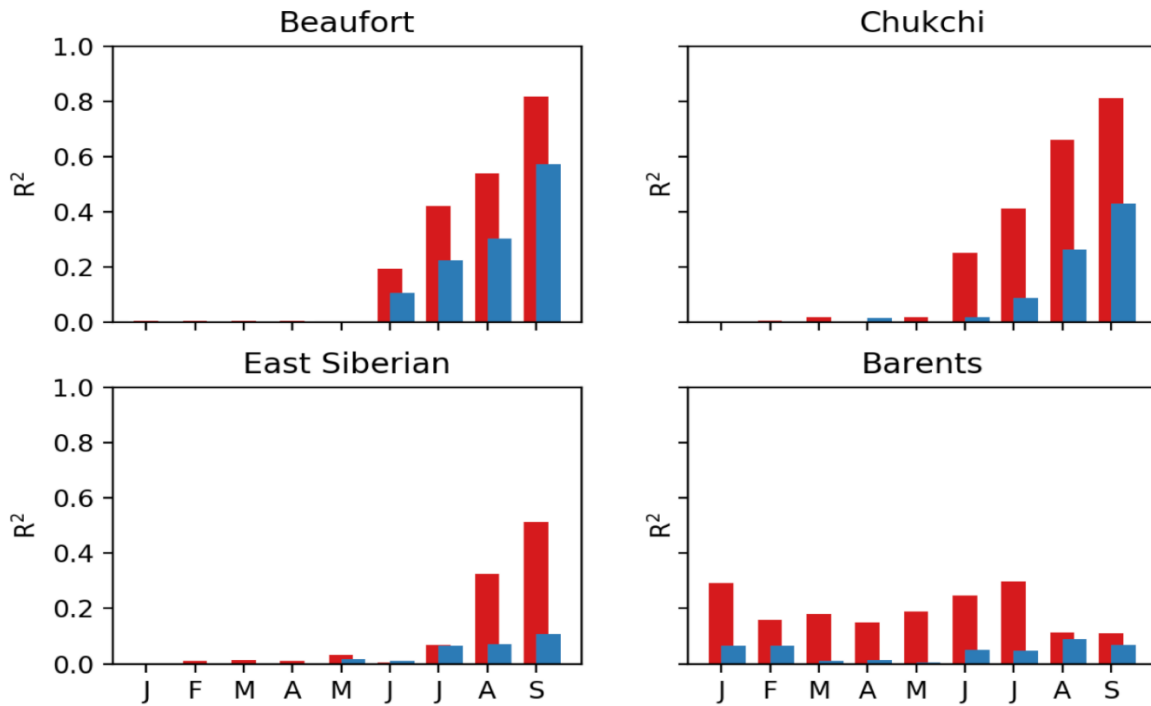 Beaufort
Chukchi
1.0
0.8
0.6
0.4
0.2
0.0
R²
R²
East Siberian
Barents
1.0
0.8
0.6
0.4
0.2
0.0
R²
R²
J F M A M J J A S
J F M A M J J A S